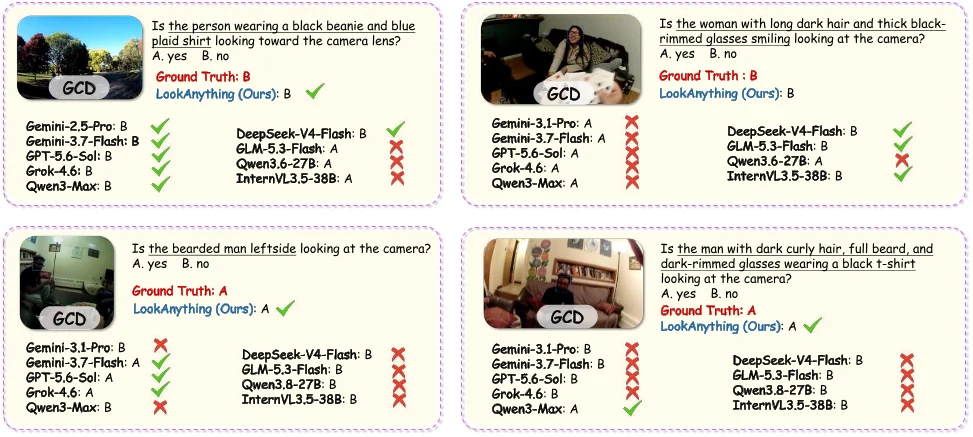 Is the person wearing a black beanie and blue
plaid shirt looking toward the camera lens?
A. yes B. no
GCD
Ground Truth: B
LookAnything (Ours): B
Gemini-2.5-Pro: B
Gemini-3.7-Flash: B
GPT-5.6-Sol: B
Grok-4.6: B
Qwen3-Max: B
DeepSeek-V4-Flash: B
GLM-5.3-Flash: A
Qwen3.6-27B: A
InternVL3.5-38B: A
Is the woman with long dark hair and thick black-
rimmed glasses smiling looking at the camera?
A. yes B. no
GCD
Ground Truth : B
LookAnything (Ours): B
Gemini-3.1-Pro: A
Gemini-3.7-Flash: A
GPT-5.6-Sol: A
Grok-4.6: A
Qwen3-Max: A
DeepSeek-V4-Flash: B
GLM-5.3-Flash: B
Qwen3.6-27B: A
InternVL3.5-38B: B
Is the bearded man leftside looking at the camera?
A. yes B. no
GCD
Ground Truth: A
LookAnything (Ours): A
Gemini-3.1-Pro: B
Gemini-3.7-Flash: A
GPT-5.6-Sol: A
Grok-4.6: A
Qwen3-Max: B
DeepSeek-V4-Flash: B
GLM-5.3-Flash: B
Qwen3.8-27B: B
InternVL3.5-38B: B
Is the man with dark curly hair, full beard, and
dark-rimmed glasses wearing a black t-shirt
looking at the camera?
A. yes B. no
GCD
Ground Truth: A
LookAnything (Ours): A
Gemini-3.1-Pro: B
Gemini-3.7-Flash: B
GPT-5.6-Sol: B
Grok-4.6: B
Qwen3-Max: A
DeepSeek-V4-Flash: B
GLM-5.3-Flash: B
Qwen3.8-27B: B
InternVL3.5-38B: B